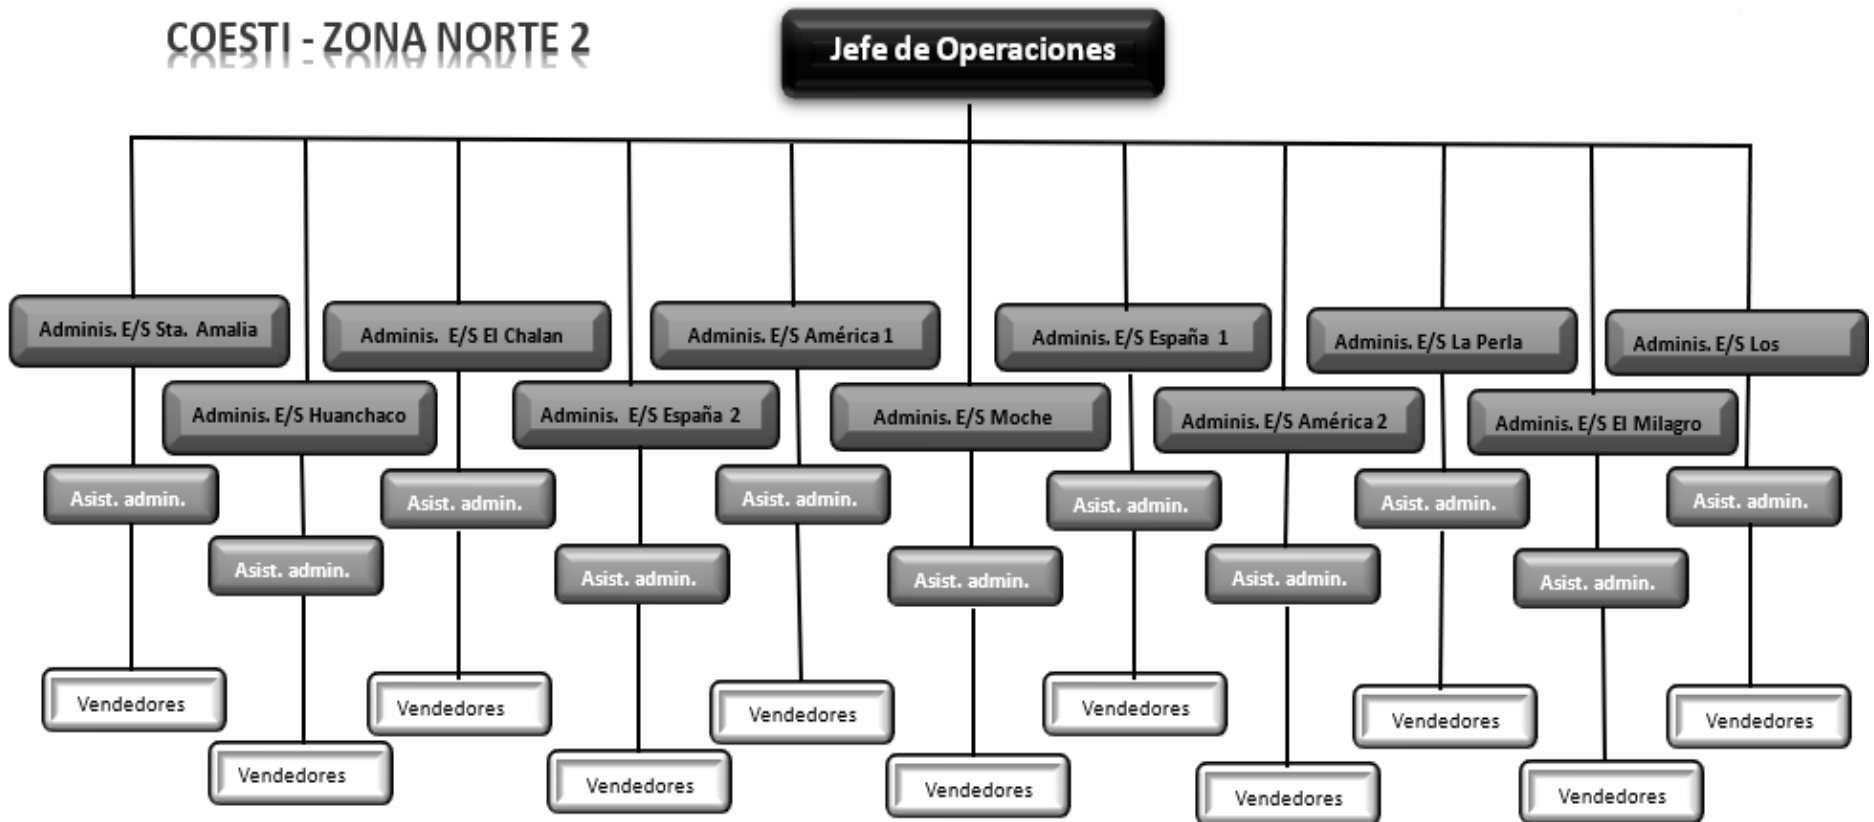 COESTI - ZONA NORTE 2
Jefe de Operaciones
Adminis. E/S Sta. Amalia
Adminis. E/S El Chalan
Adminis. E/S América 1
Adminis. E/S España 1
Adminis. E/S La Perla
Adminis. E/S Los
Adminis. E/S Huanchaco
Adminis. E/S España 2
Adminis. E/S Moche
Adminis. E/S América 2
Adminis. E/S El Milagro
Asist. admin.
Asist. admin.
Asist. admin.
Asist. admin.
Asist. admin.
Asist. admin.
Asist. admin.
Asist. admin.
Asist. admin.
Asist. admin.
Asist. admin.
Vendedores
Vendedores
Vendedores
Vendedores
Vendedores
Vendedores
Vendedores
Vendedores
Vendedores
Vendedores
Vendedores